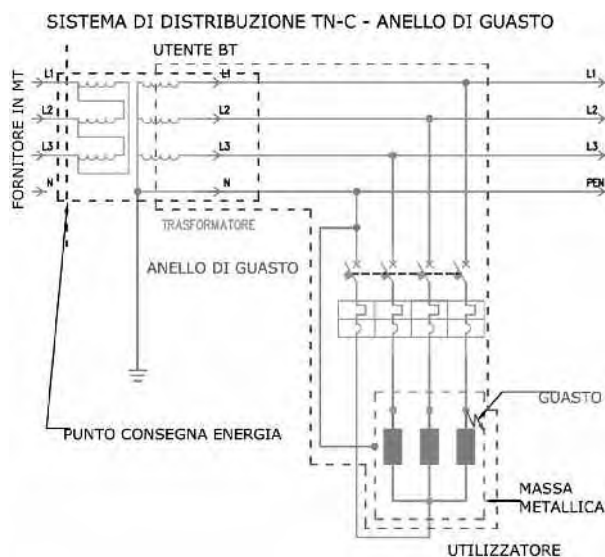 SISTEMA DI DISTRIBUZIONE TN-C - ANELLO DI GUASTO
UTENTE BT
FORNITORE IN MT
L1
L1
L1
L2
L2
L2
L3
L3
L3
N
N
PEN
TRASFORMATORE
ANELLO DI GUASTO
GUASTO
PUNTO CONSEGNA ENERGIA
MASSA
METALLICA
UTILIZZATORE